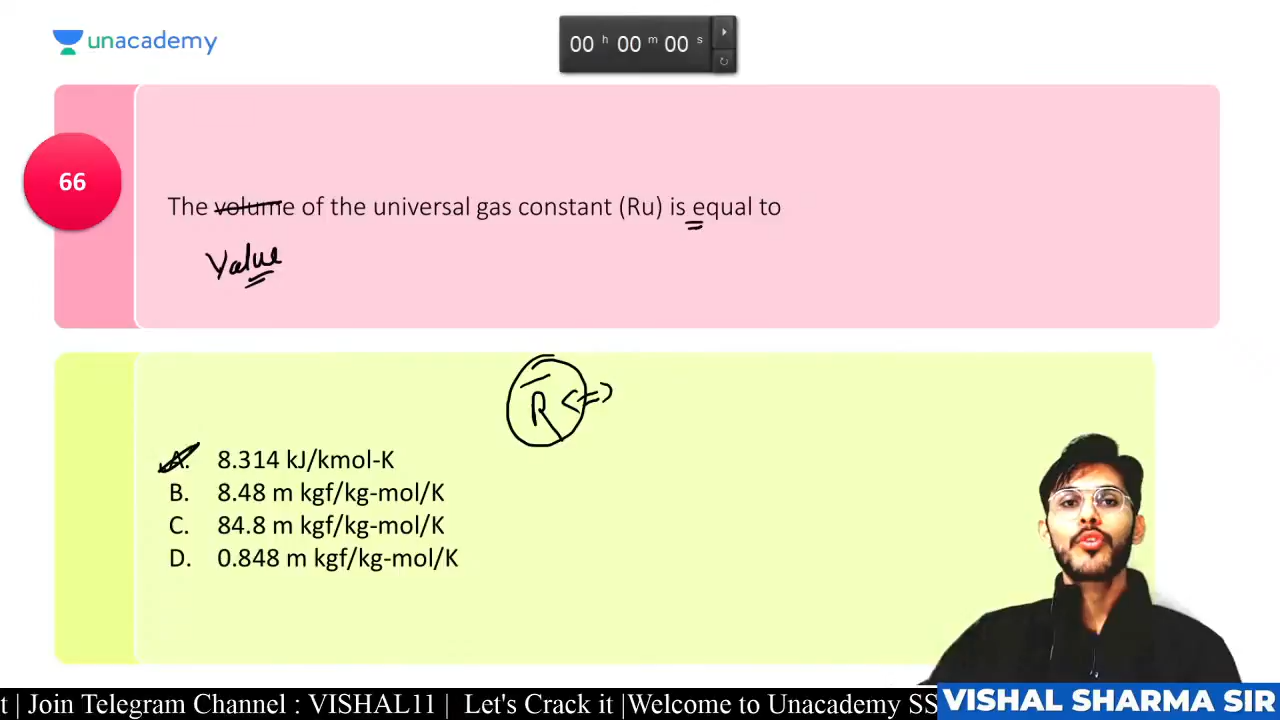 unacademy
00 h 00 m 00 s
66
The volume of the universal gas constant (Ru) is equal to
Value
R <=>
A. 8.314 kJ/kmol-K
B. 8.48 m kgf/kg-mol/K
C. 84.8 m kgf/kg-mol/K
D. 0.848 m kgf/kg-mol/K
t | Join Telegram Channel : VISHAL11 | Let's Crack it |Welcome to Unacademy SS
VISHAL SHARMA SIR